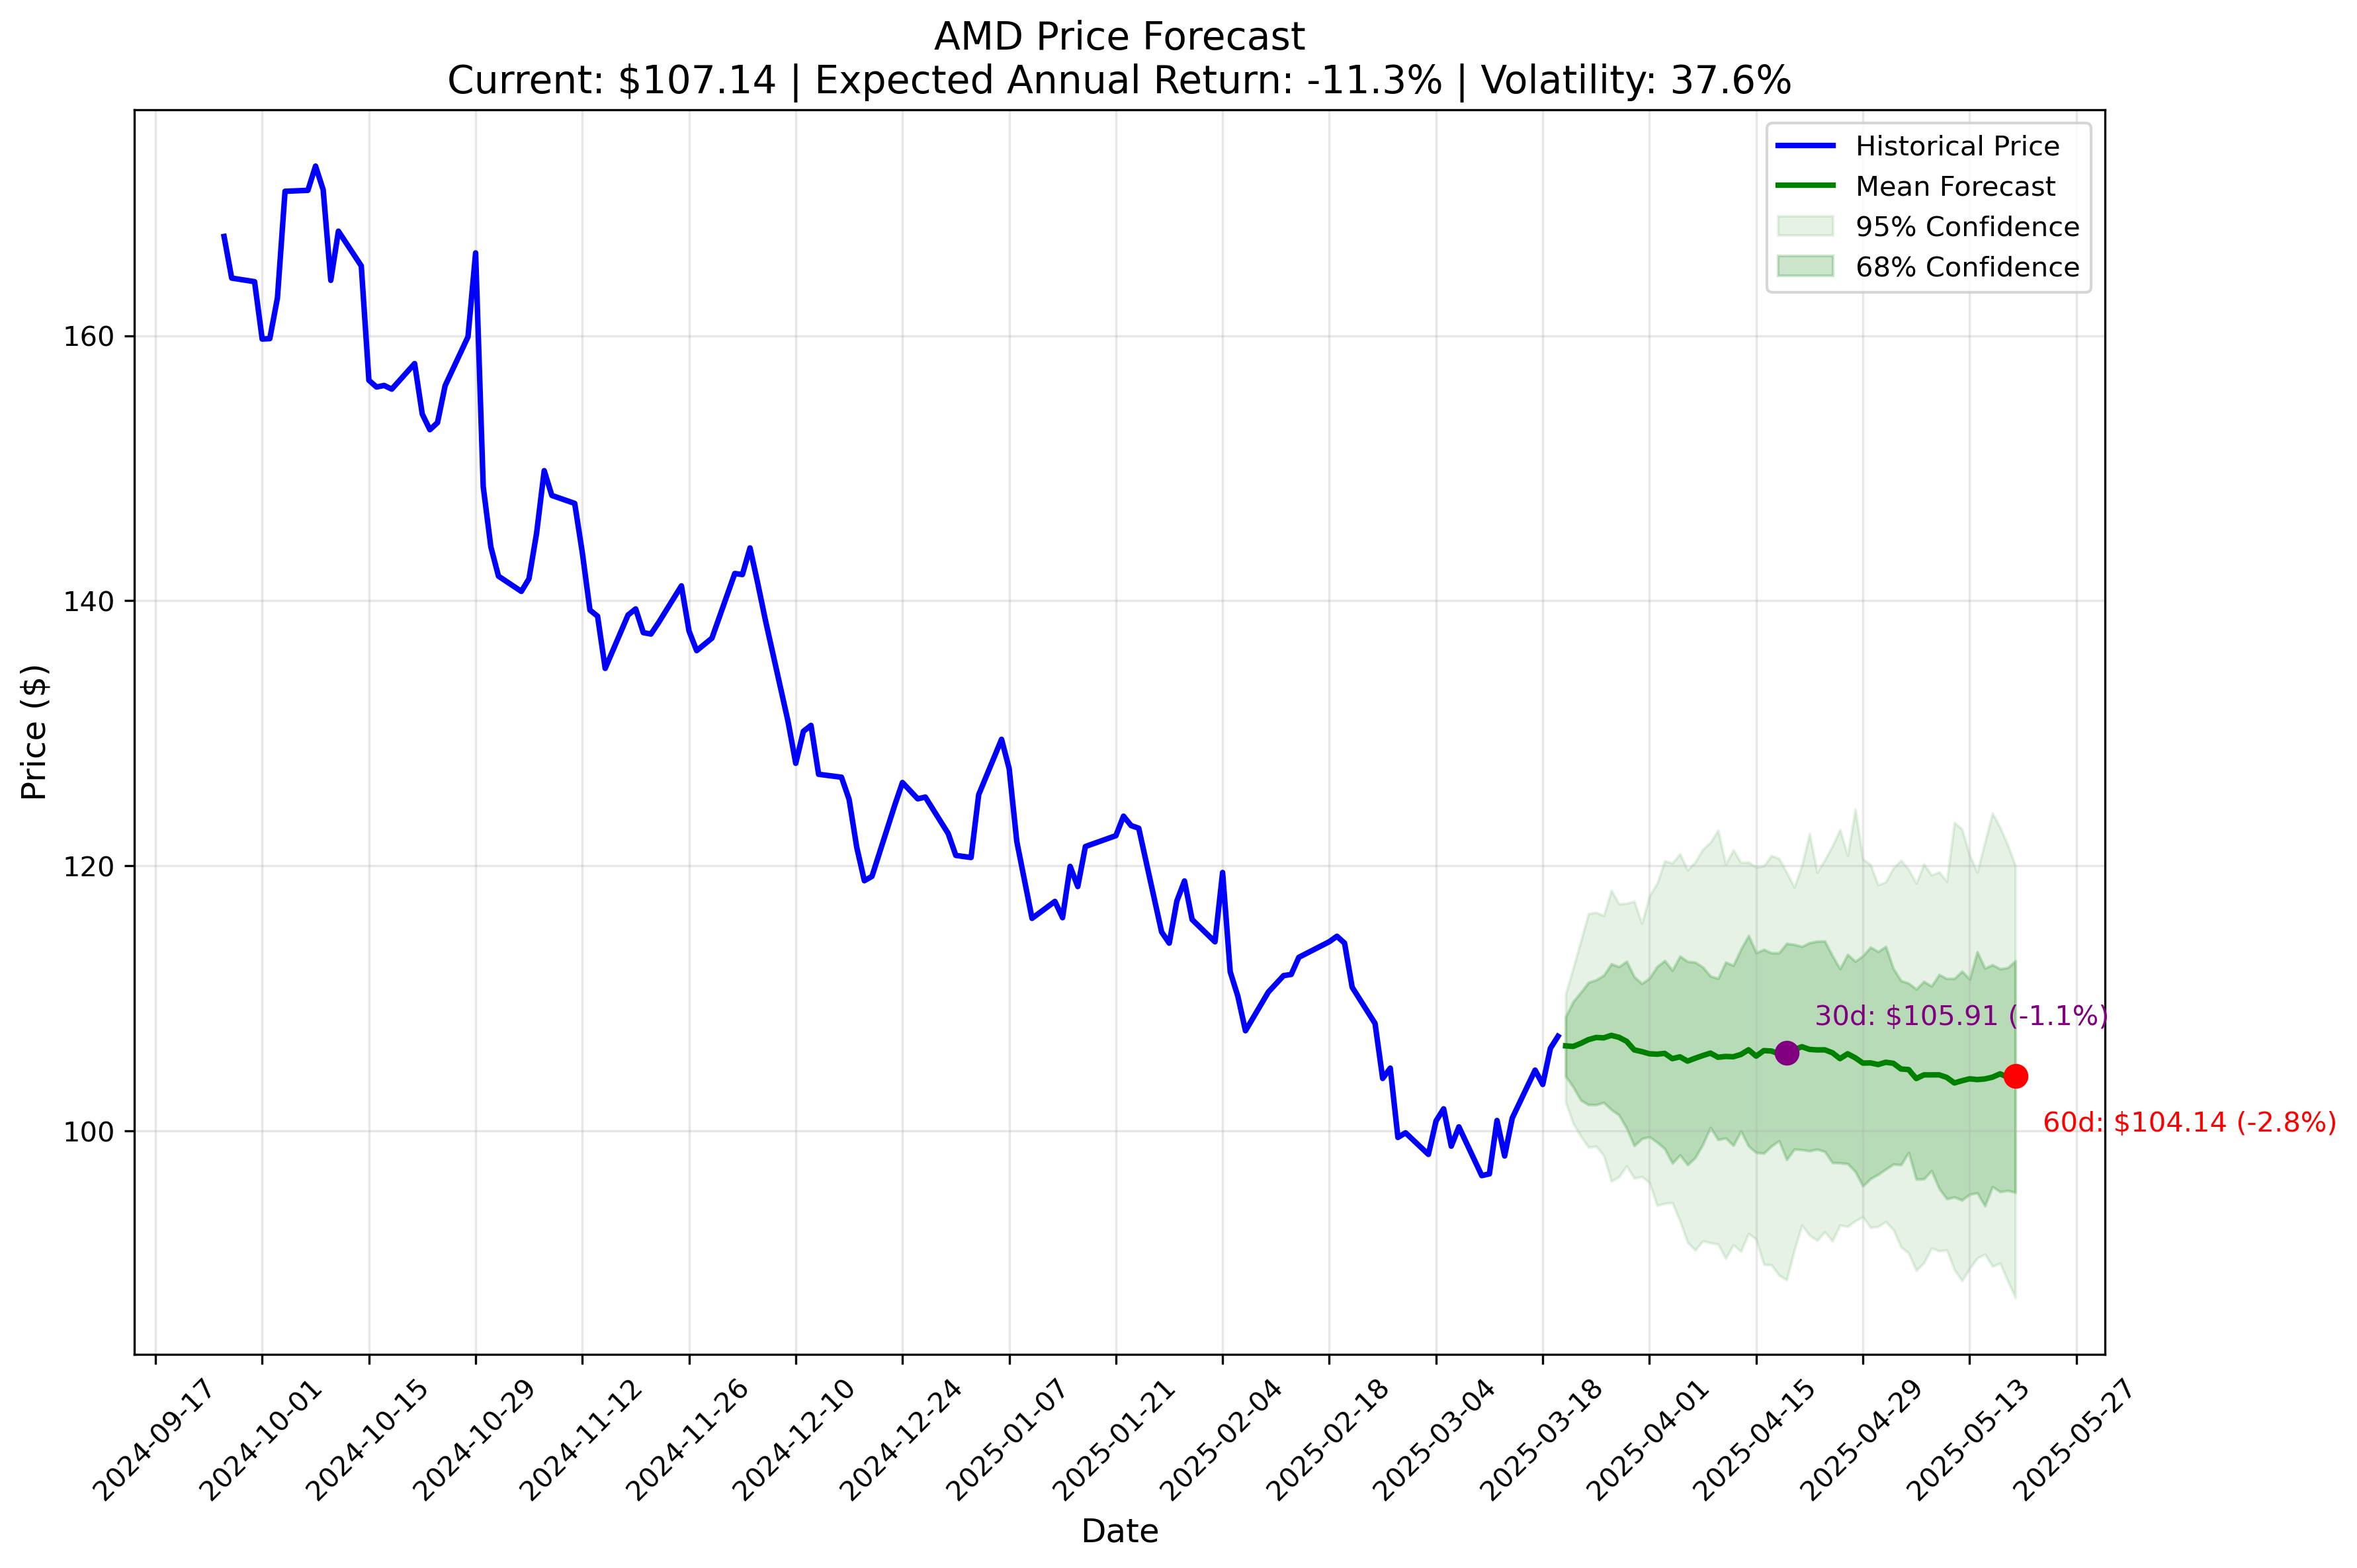 AMD Price Forecast
Current: $107.14 | Expected Annual Return: -11.3% | Volatility: 37.6%
Historical Price
Mean Forecast
95% Confidence
68% Confidence
Price ($)
160
140
120
100
30d: $105.91 (-1.1%)
60d: $104.14 (-2.8%)
2024-09-17
2024-10-01
2024-10-15
2024-10-29
2024-11-12
2024-11-26
2024-12-10
2024-12-24
2025-01-07
2025-01-21
2025-02-04
2025-02-18
2025-03-04
2025-03-18
2025-04-01
2025-04-15
2025-04-29
2025-05-13
2025-05-27
Date